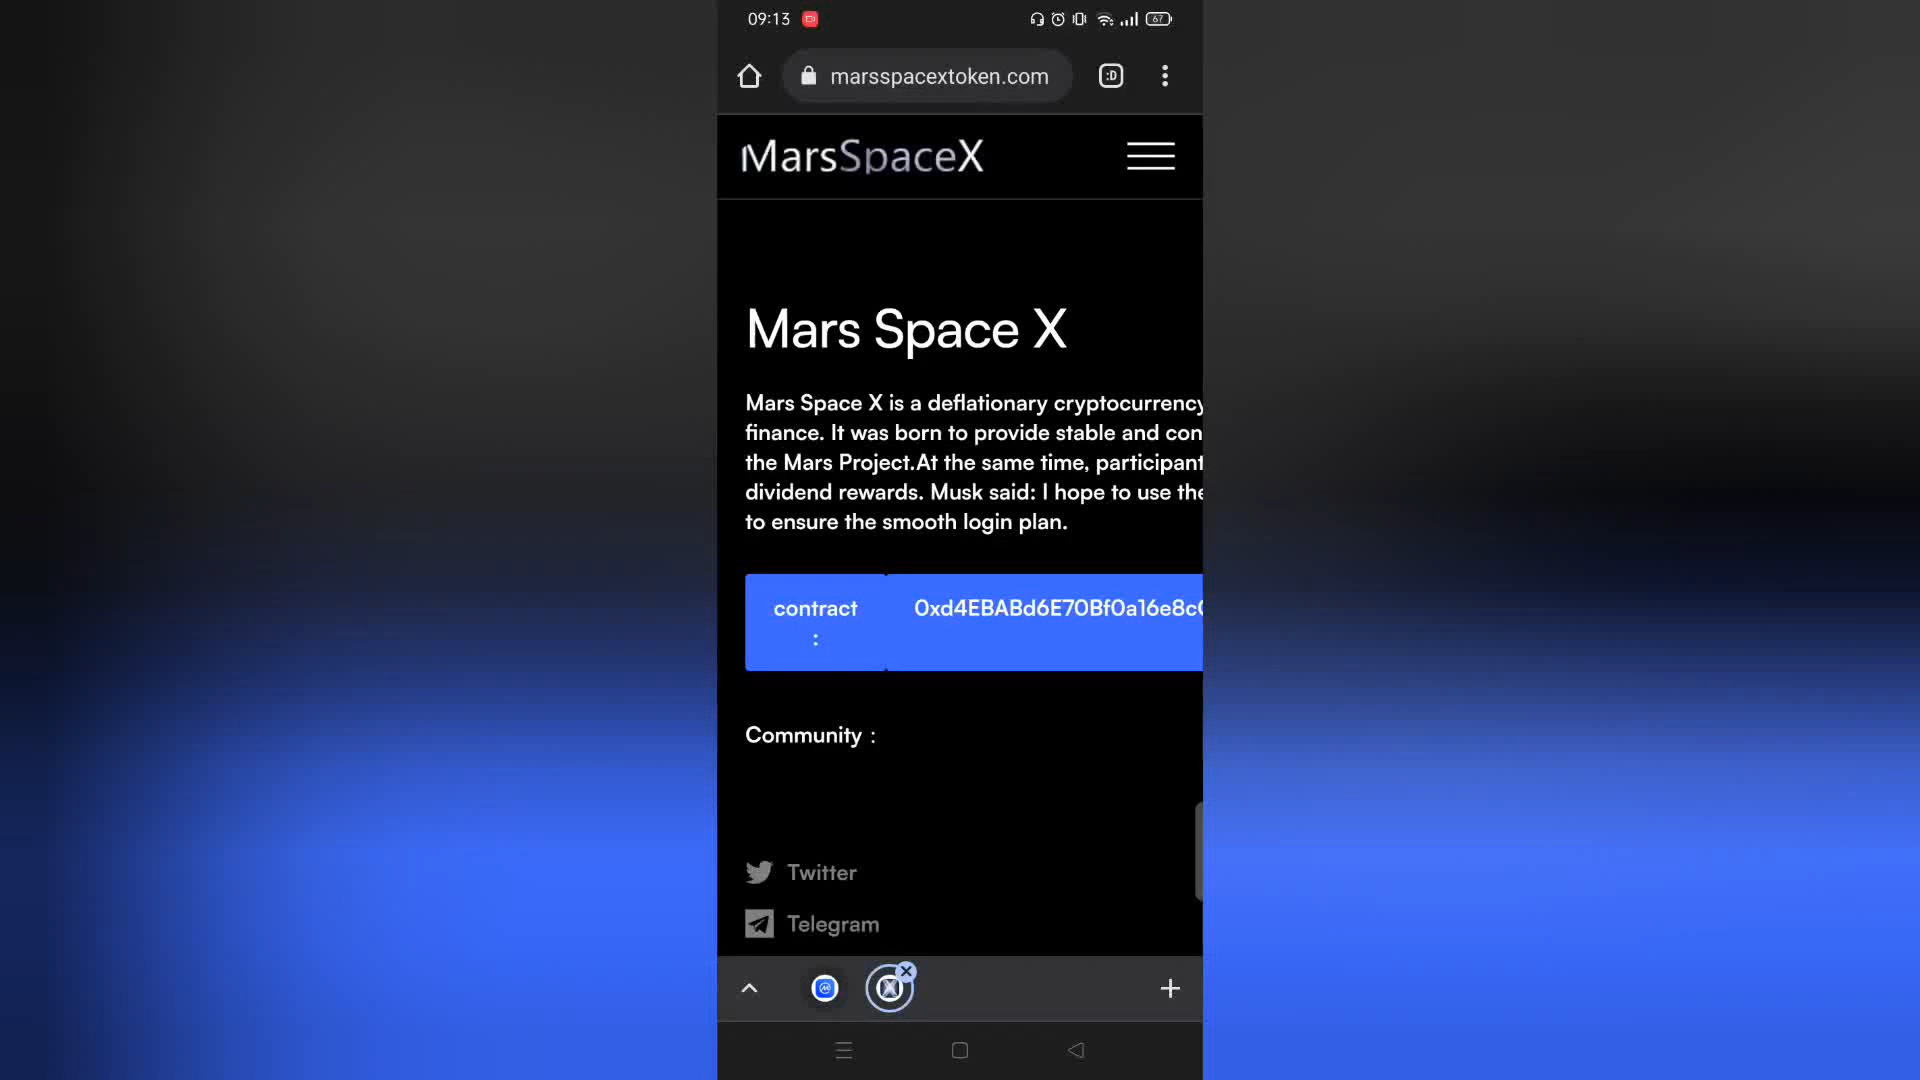 09:13
67
marsspacextoken.com
:D
MarsSpaceX
Mars Space X
Mars Space X is a deflationary cryptocurrency
finance. It was born to provide stable and con
the Mars Project.At the same time, participant
dividend rewards. Musk said: I hope to use the
to ensure the smooth login plan.
contract
:
0xd4EBABd6E70Bf0a16e8c
Community :
Twitter
Telegram